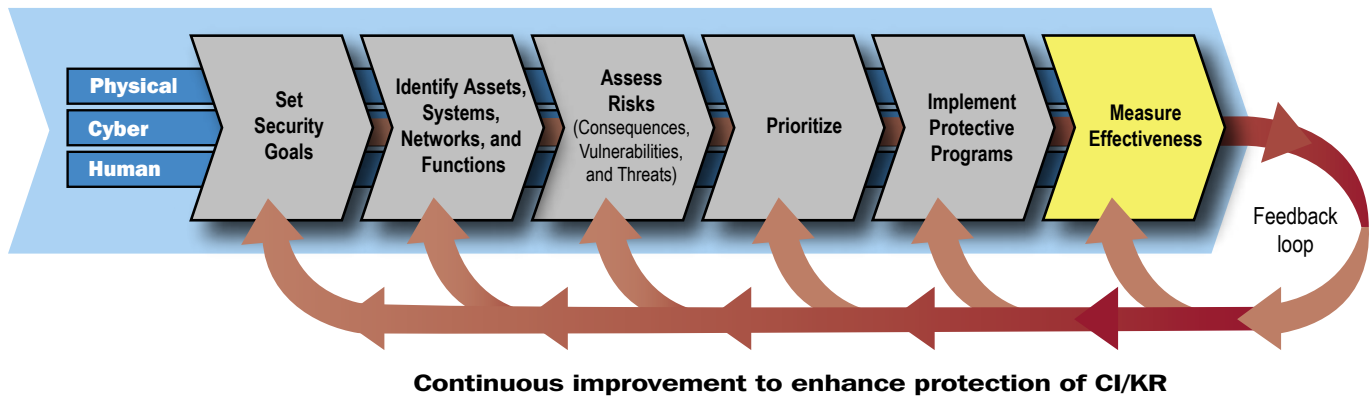 Physical
Cyber
Human
Set
Security
Goals
Identify Assets,
Systems,
Networks, and
Functions
Assess
Risks
(Consequences,
Vulnerabilities,
and Threats)
Prioritize
Implement
Protective
Programs
Measure
Effectiveness
Feedback
loop
Continuous improvement to enhance protection of CI/KR